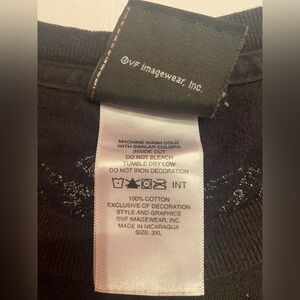 ©VF Imagewear, Inc.
MACHINE WASH COLD
WITH SIMILAR COLORS
INSIDE OUT
DO NOT BLEACH
TUMBLE DRY LOW
DO NOT IRON DECORATION
INT
100% COTTON
EXCLUSIVE OF DECORATION
STYLE AND GRAPHICS
©VF IMAGEWEAR, INC.
MADE IN NICARAGUA
SIZE: 3XL